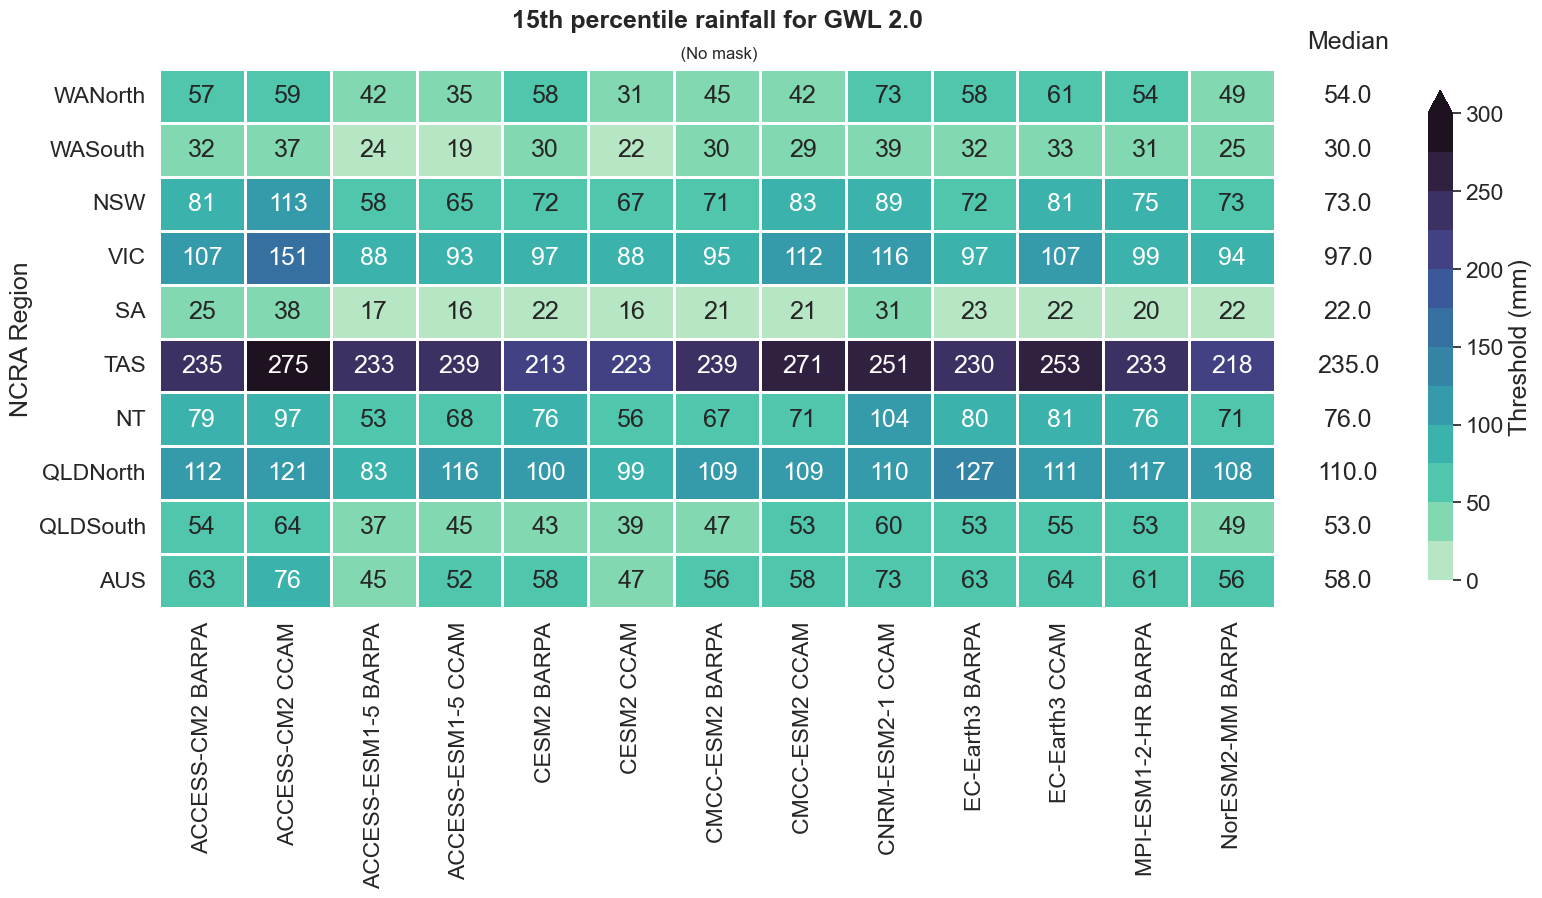 15th percentile rainfall for GWL 2.0
(No mask)
Median
WANorth 57 59 42 35 58 31 45 42 73 58 61 54 49 54.0
WASouth 32 37 24 19 30 22 30 29 39 32 33 31 25 30.0
NSW 81 113 58 65 72 67 71 83 89 72 81 75 73 73.0
VIC 107 151 88 93 97 88 95 112 116 97 107 99 94 97.0
SA 25 38 17 16 22 16 21 21 31 23 22 20 22 22.0
TAS 235 275 233 239 213 223 239 271 251 230 253 233 218 235.0
NT 79 97 53 68 76 56 67 71 104 80 81 76 71 76.0
QLDNorth 112 121 83 116 100 99 109 109 110 127 111 117 108 110.0
QLDSouth 54 64 37 45 43 39 47 53 60 53 55 53 49 53.0
AUS 63 76 45 52 58 47 56 58 73 63 64 61 56 58.0
NCRA Region
ACCESS-CM2 BARPA
ACCESS-CM2 CCAM
ACCESS-ESM1-5 BARPA
ACCESS-ESM1-5 CCAM
CESM2 BARPA
CESM2 CCAM
CMCC-ESM2 BARPA
CMCC-ESM2 CCAM
CNRM-ESM2-1 CCAM
EC-Earth3 BARPA
EC-Earth3 CCAM
MPI-ESM1-2-HR BARPA
NorESM2-MM BARPA
300
250
200
150
100
50
0
Threshold (mm)